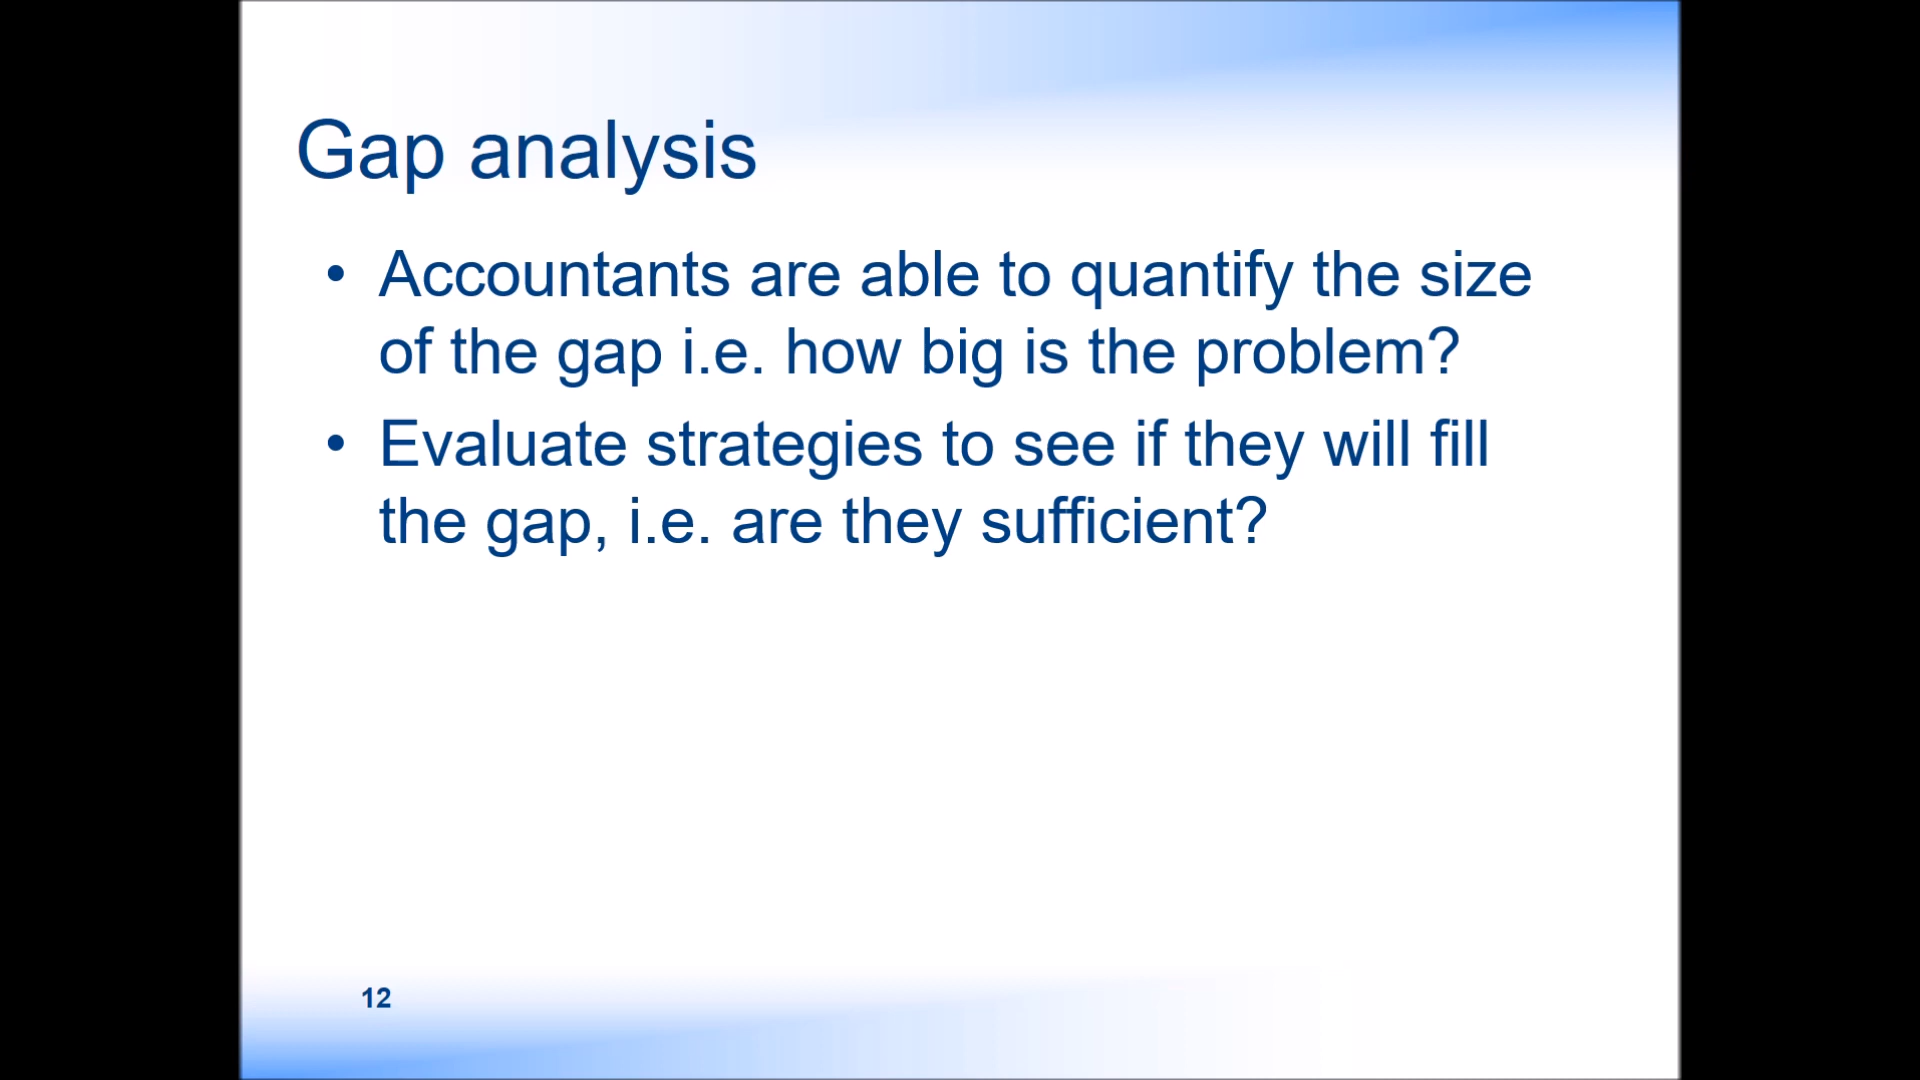 Gap analysis
• Accountants are able to quantify the size
of the gap i.e. how big is the problem?
• Evaluate strategies to see if they will fill
the gap, i.e. are they sufficient?
12